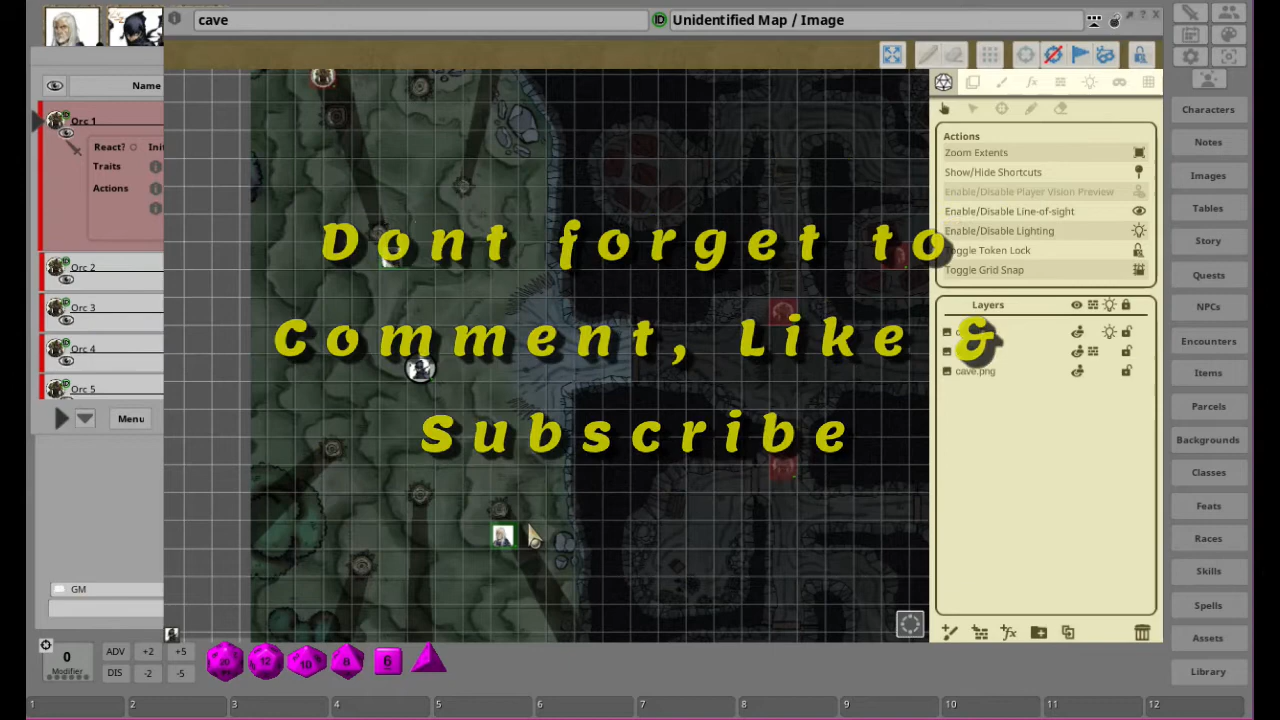 cave
Unidentified Map / Image
Name
Orc 1
React?
Traits
Actions
Orc 2
Orc 3
Orc 4
Orc 5
Menu
GM
Actions
Zoom Extents
Show/Hide Shortcuts
Enable/Disable Player Vision Preview
Enable/Disable Line-of-sight
Enable/Disable Lighting
Toggle Token Lock
Toggle Grid Snap
Layers
cave.png
Dont forget to
Comment, Like &
Subscribe
Characters
Notes
Images
Tables
Story
Quests
NPCs
Encounters
Items
Parcels
Backgrounds
Classes
Feats
Races
Skills
Spells
Assets
Library
0
Modifier
ADV +2 +5
DIS -2 -5
20 12 10 8 6
1 2 3 4 5 6 7 8 9 10 11 12